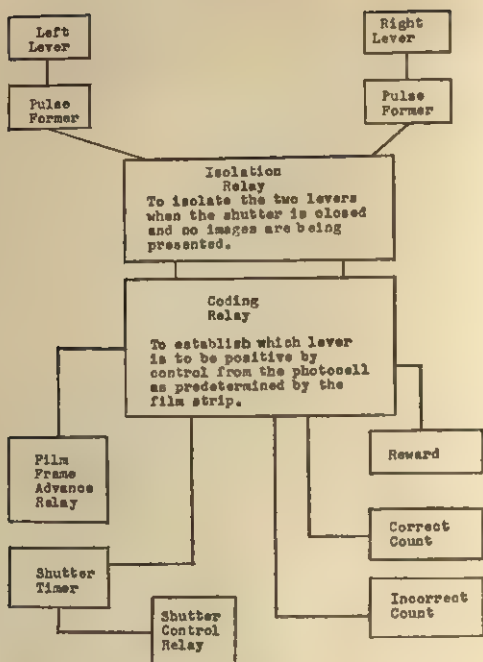 Left
Lever
Right
Lever
Pulse
Former
Pulse
Former
Isolation
Relay
To isolate the two levers
when the shutter is closed
and no images are being
presented.
Coding
Relay
To establish which lever
is to be positive by
control from the photocell
as predetermined by the
film strip.
Film
Frame
Advance
Relay
Reward
Correct
Count
Shutter
Timer
Incorrect
Count
Shutter
Control
Relay